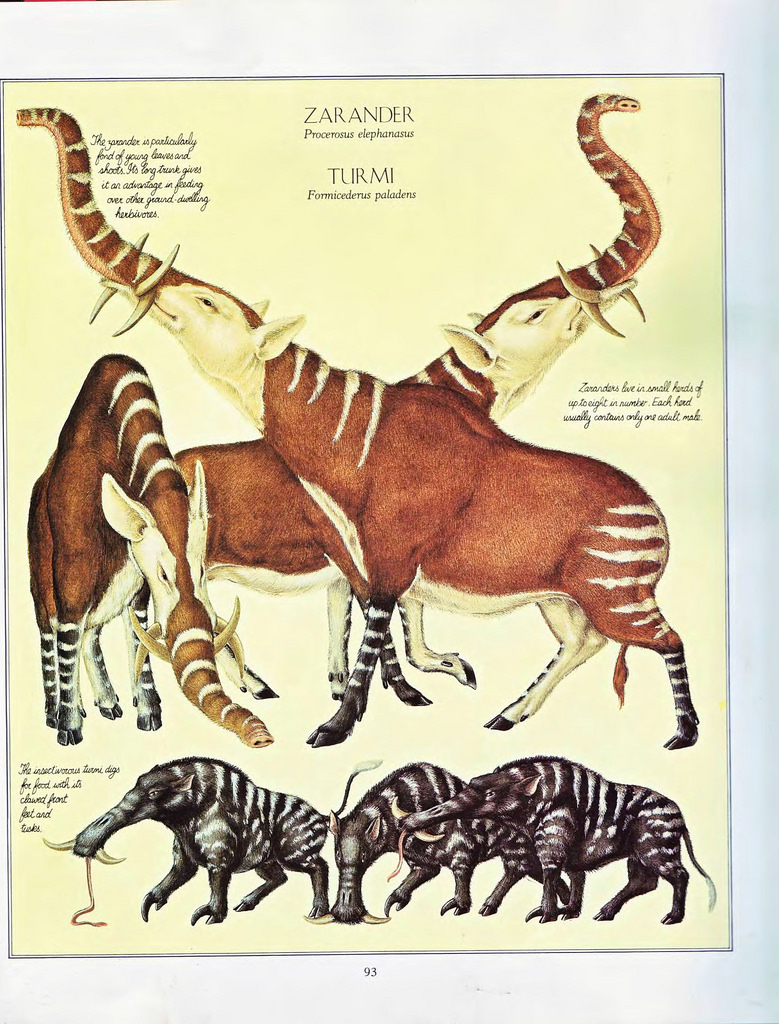 ZARANDER
Procerosus elephanasus
TURMI
Formicederus paladens
The zarander is particularly
fond of young leaves and
shoots. Its long trunk gives
it an advantage in feeding
over other ground-dwelling
herbivores.
Zaranders live in small herds of
up to eight in number. Each herd
usually contains only one adult male.
The insectivorous turmi digs
for food with its
clawed front
feet and
tusks.
93